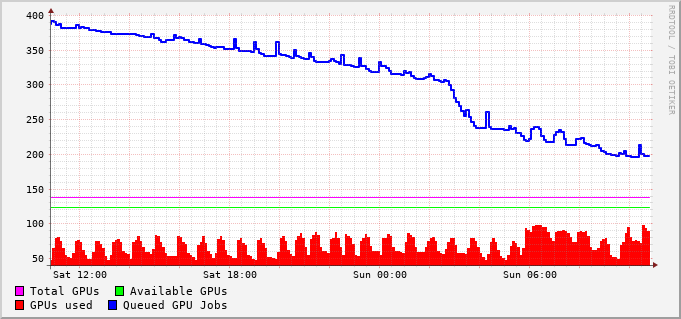 400
350
300
250
200
150
100
50
Sat 12:00 Sat 18:00 Sun 00:00 Sun 06:00
Total GPUs Available GPUs
GPUs used Queued GPU Jobs
RRDTOOL / TOBI OETIKER